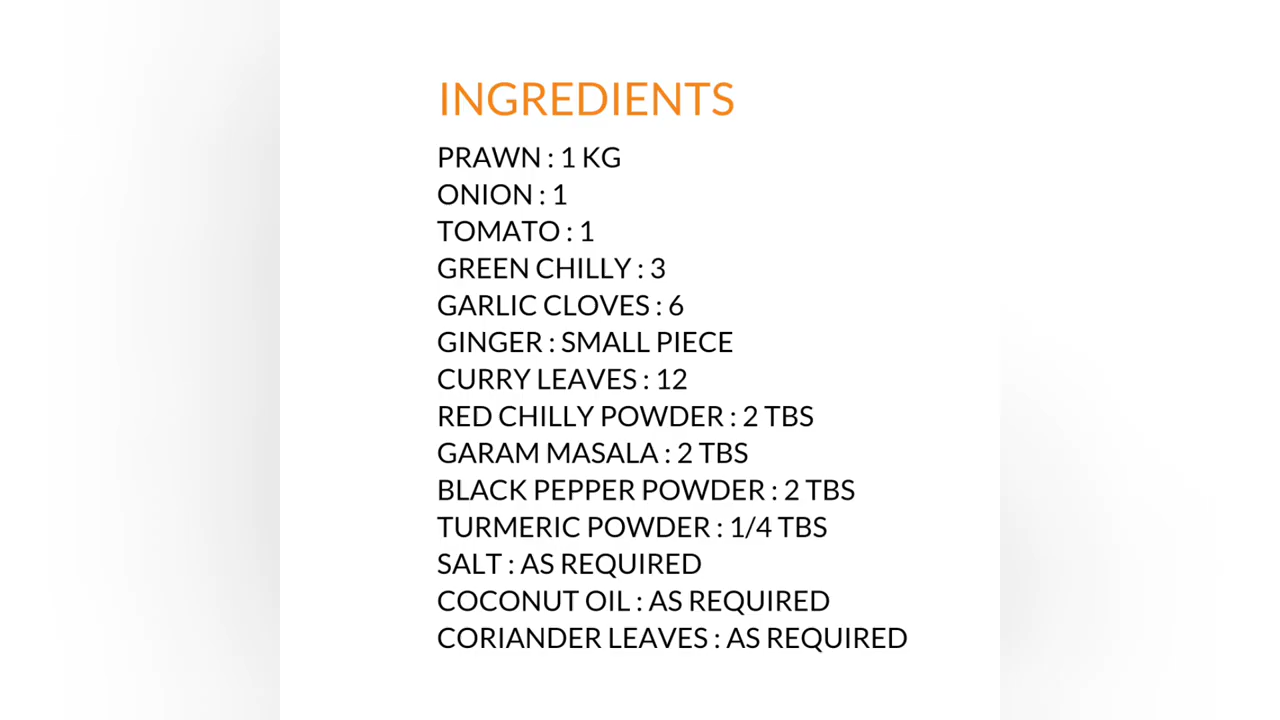 INGREDIENTS
PRAWN : 1 KG
ONION : 1
TOMATO : 1
GREEN CHILLY : 3
GARLIC CLOVES : 6
GINGER : SMALL PIECE
CURRY LEAVES : 12
RED CHILLY POWDER : 2 TBS
GARAM MASALA : 2 TBS
BLACK PEPPER POWDER : 2 TBS
TURMERIC POWDER : 1/4 TBS
SALT : AS REQUIRED
COCONUT OIL : AS REQUIRED
CORIANDER LEAVES : AS REQUIRED